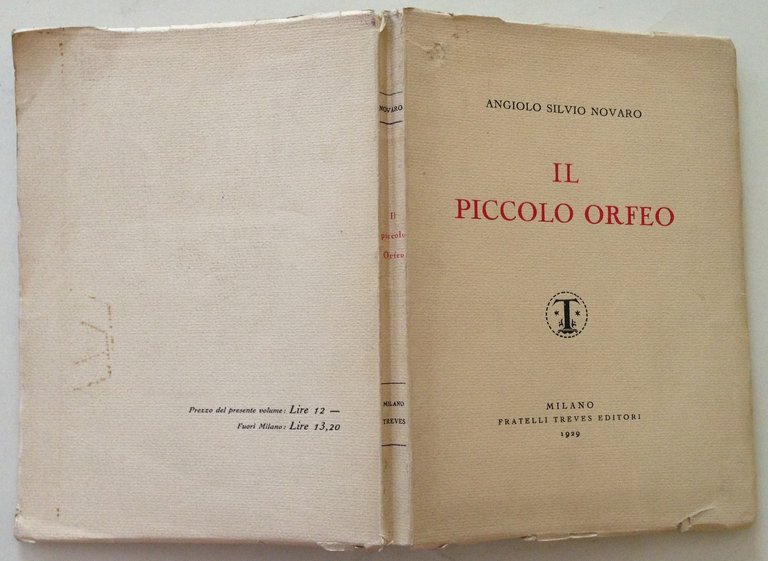 Prezzo del presente volume: Lire 12 —
Fuori Milano: Lire 13,20
NOVARO
Il
piccolo
Orfeo
MILANO
TREVES
ANGIOLO SILVIO NOVARO
IL
PICCOLO ORFEO
T
MILANO
FRATELLI TREVES EDITORI
1929